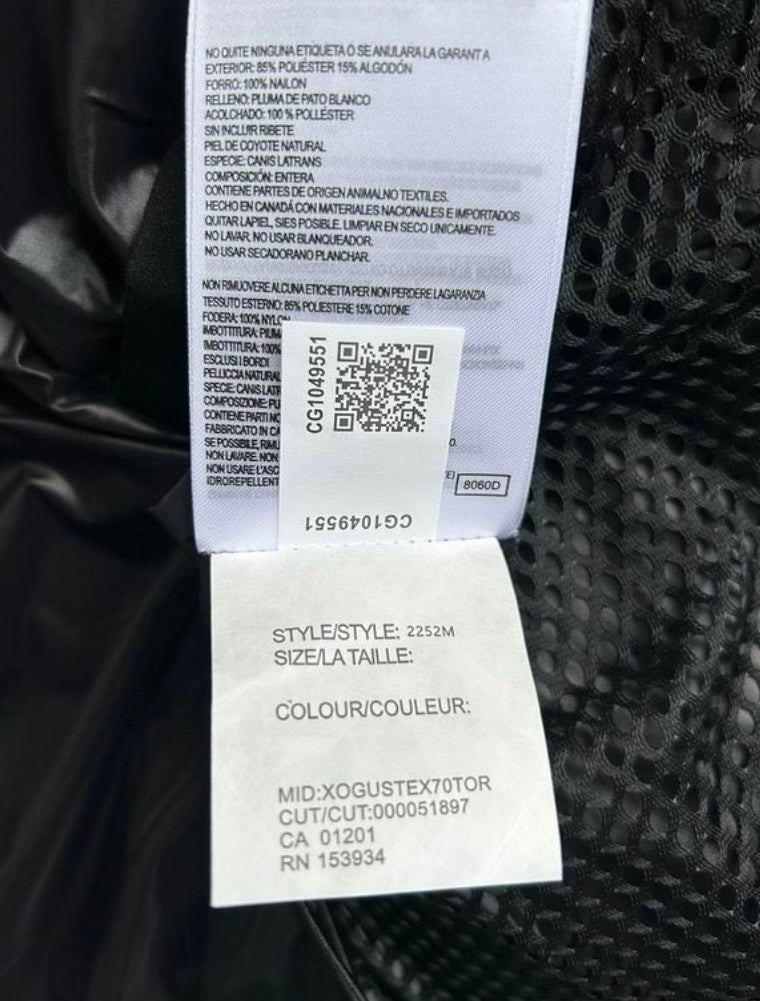 NO QUITE NINGUNA ETIQUETA O SE ANULARA LA GARANT A
EXTERIOR: 85% POLIÉSTER 15% ALGODÓN
FORRO: 100% NAILON
RELLENO: PLUMA DE PATO BLANCO
ACOLCHADO: 100 % POLLÉSTER
SIN INCLUIR RIBETE
PIEL DE COYOTE NATURAL
ESPECIE: CANIS LATRANS
COMPOSICIÓN: ENTERA
CONTIENE PARTES DE ORIGEN ANIMALNO TEXTILES.
HECHO EN CANADÁ CON MATERIALES NACIONALES E IMPORTADOS
QUITAR LAPIEL, SIES POSIBLE. LIMPIAR EN SECO UNICAMENTE.
NO LAVAR. NO USAR BLANQUEADOR.
NO USAR SECADORANO PLANCHAR.
NON RIMUOVERE ALCUNA ETICHETTA PER NON PERDERE LAGARANZIA
TESSUTO ESTERNO: 85% POLIESTERE 15% COTONE
FODERA: 100% NYLON
IMBOTTITURA: PIUM
IMBOTTITURA: 100%
ESCLUSI I BORDI
PELLICCIA NATURAL
SPECIE: CANIS LATR
COMPOSIZIONE: PU
CONTIENE PARTI NO
FABBRICATO IN CA
SE POSSIBILE, RIMU
NON LAVARE. NON
NON USARE L'ASC
IDROREPELLENT
8060D
CG1049551
CG1049551
STYLE/STYLE: 2252M
SIZE/LA TAILLE:
COLOUR/COULEUR:
MID:XOGUSTEX70TOR
CUT/CUT:000051897
CA 01201
RN 153934